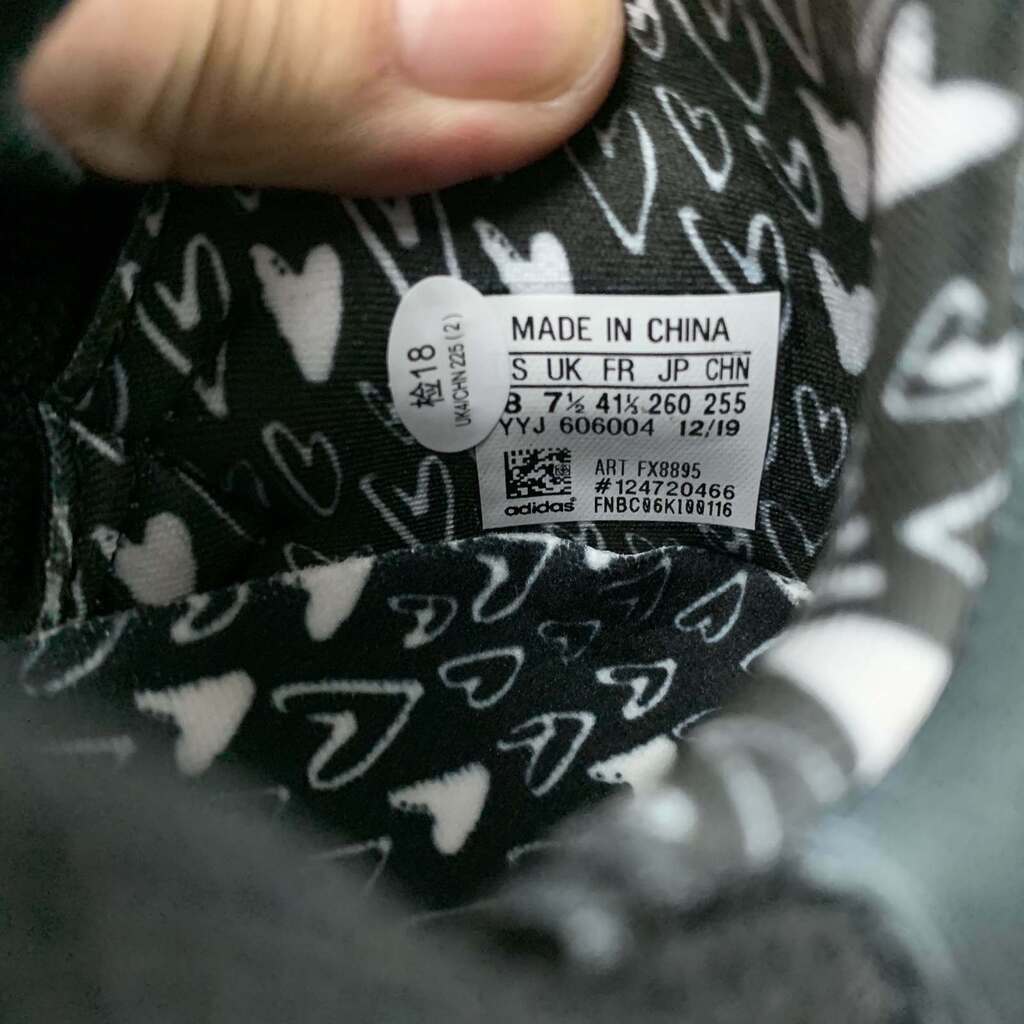 检18
UK4/CHN 225 (2)
MADE IN CHINA
S UK FR JP CHN
8 7½ 41⅓ 260 255
YYJ 606004 12/19
ART FX8895
#124720466
adidas
FNBC06K100116